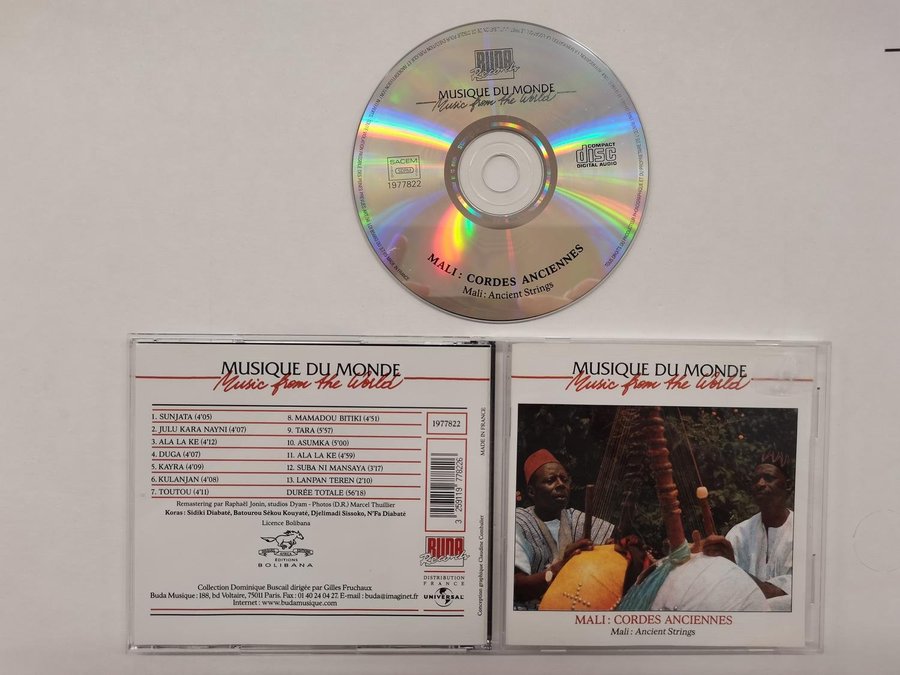 BUDA
Records
MUSIQUE DU MONDE
Music from the World
COMPACT
disc
DIGITAL AUDIO
SACEM
SDRM
1977822
MALI : CORDES ANCIENNES
Mali : Ancient Strings
MUSIQUE DU MONDE
Music from the World
1. SUNJATA (4'05)
2. JULU KARA NAYNI (4'07)
3. ALA LA KE (4'12)
4. DUGA (4'07)
5. KAYRA (4'09)
6. KULANJAN (4'08)
7. TOUTOU (4'11)
8. MAMADOU BITIKI (4'51)
9. TARA (5'57)
10. ASUMKA (5'00)
11. ALA LA KE (4'59)
12. SUBA NI MANSAYA (3'17)
13. LANPAN TEREN (2'10)
DURÉE TOTALE (56'18)
Remastering par Raphaël Jonin, studios Dyam - Photos (D.R.) Marcel Thuillier
Koras : Sidiki Diabaté, Batourou Sékou Kouyaté, Djelimadi Sissoko, N'Fa Diabaté
Licence Bolibana
ÉDITIONS
BOLIBANA
Collection Dominique Buscail dirigée par Gilles Fruchaux
Buda Musique : 188, bd Voltaire, 75011 Paris. Fax : 01 40 24 04 27. E-mail : buda@imaginet.fr
Internet : www.budamusique.com
1977822
3 259119 778226
BUDA
Records
DISTRIBUTION
FRANCE
UNIVERSAL
MADE IN FRANCE
Conception graphique Claudine Combalier
MUSIQUE DU MONDE
Music from the World
MALI : CORDES ANCIENNES
Mali : Ancient Strings